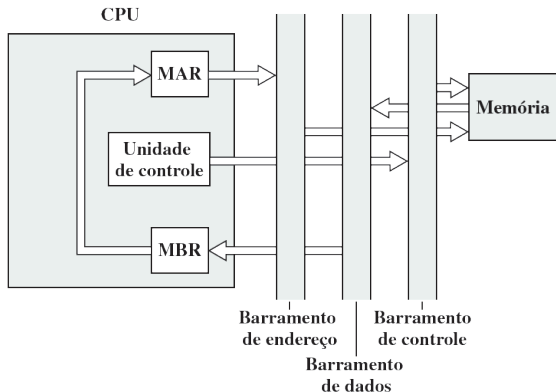 CPU
MAR
Memória
Unidade
de controle
MBR
Barramento
de endereço
Barramento
de controle
Barramento
de dados